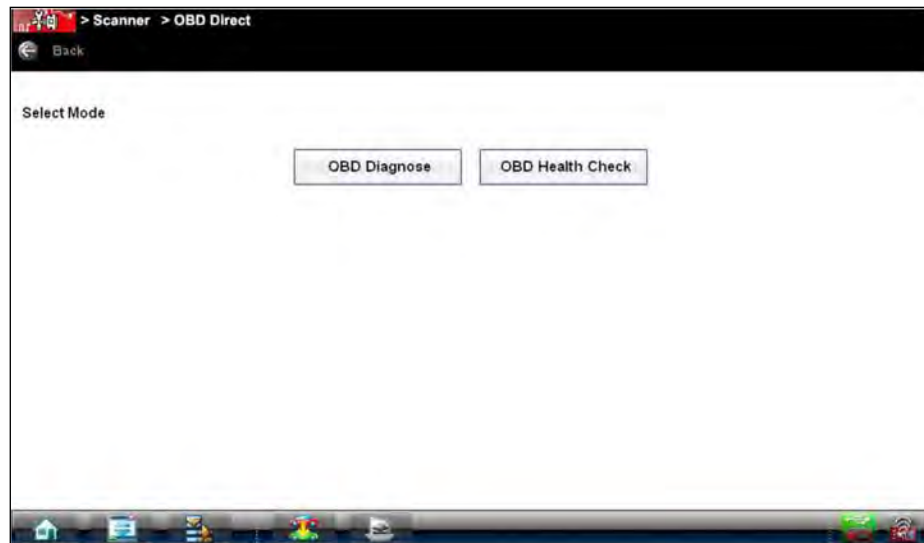 > Scanner > OBD Direct
Back
Select Mode
OBD Diagnose
OBD Health Check